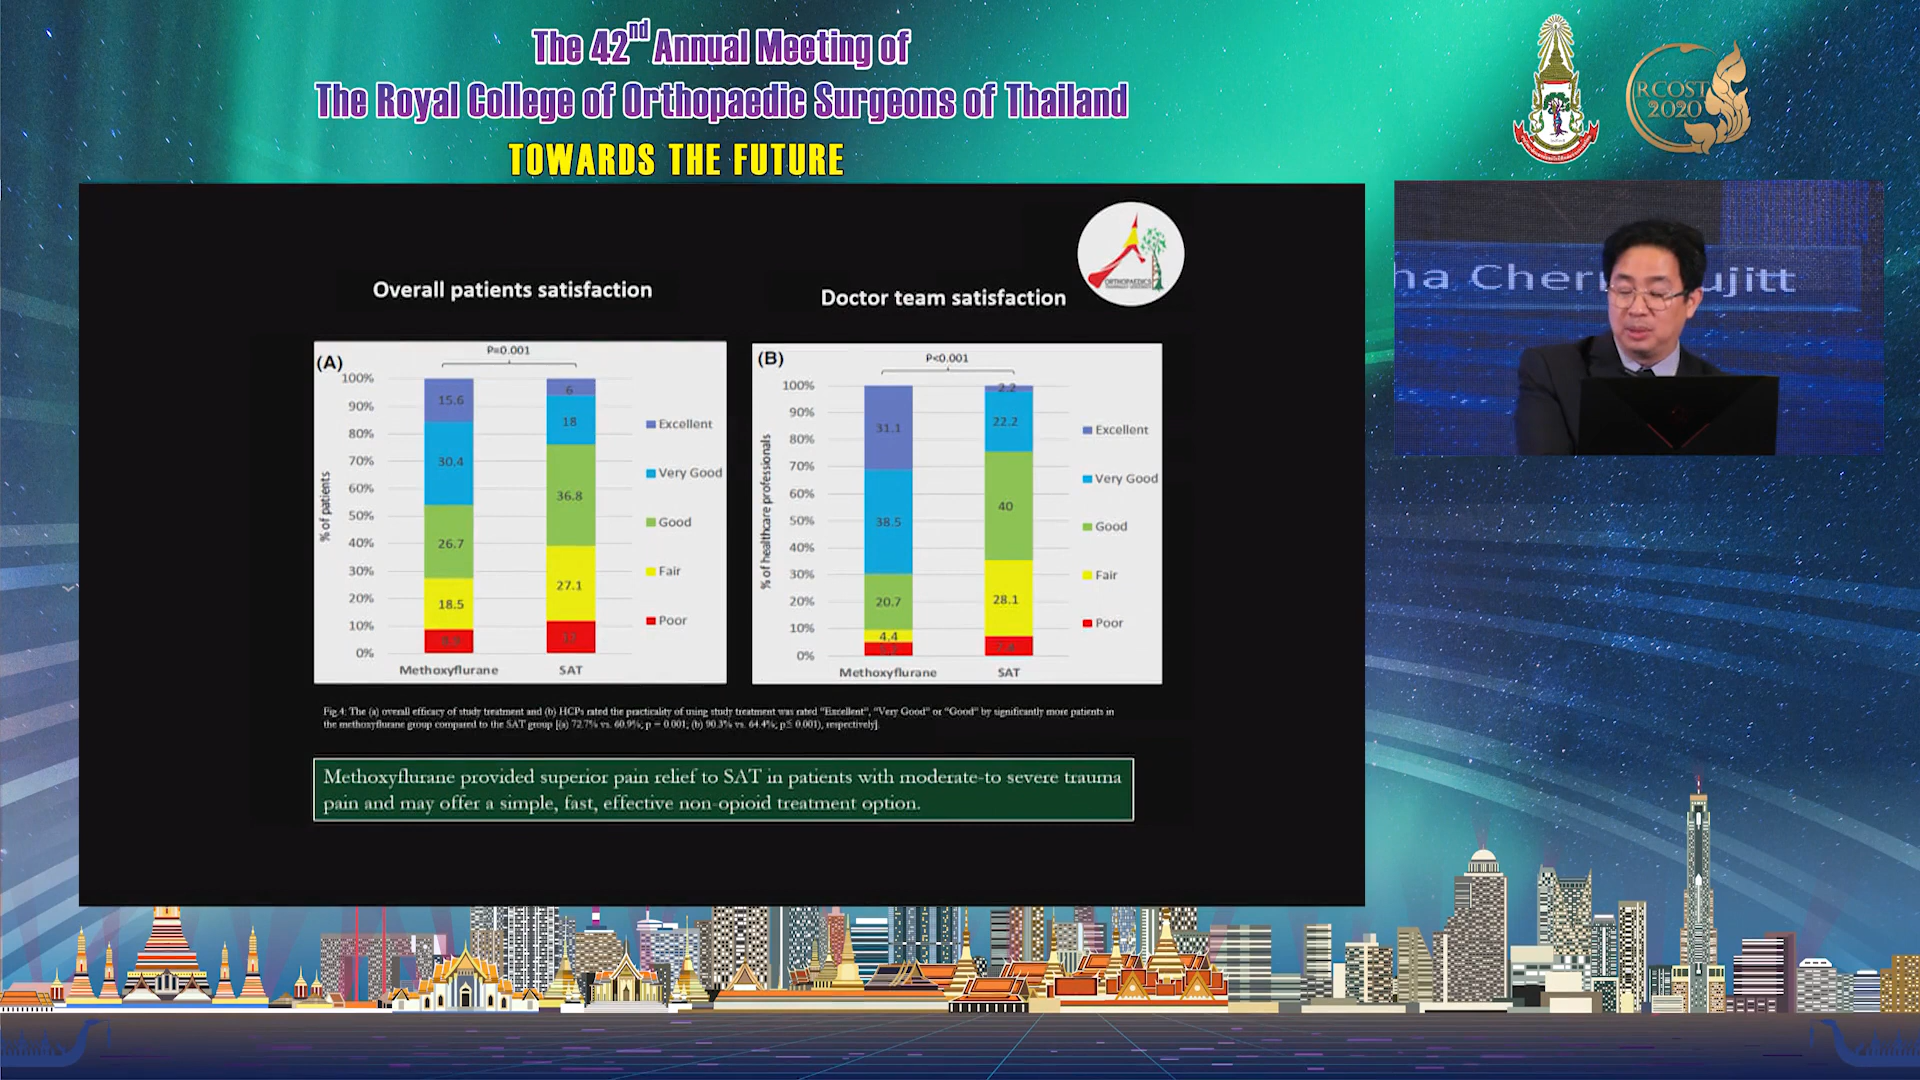 The 42nd Annual Meeting of
The Royal College of Orthopaedic Surgeons of Thailand
TOWARDS THE FUTURE
RCOST
2020
ha Cher
ujitt
Overall patients satisfaction
Doctor team satisfaction
ORTHOPAEDICS
(A)
P=0.001
100%
90%
80%
70%
60%
50%
40%
30%
20%
10%
0%
% of patients
15.6
30.4
26.7
18.5
6
18
36.8
27.1
Methoxyflurane
SAT
Excellent
Very Good
Good
Fair
Poor
(B)
P<0.001
100%
90%
80%
70%
60%
50%
40%
30%
20%
10%
0%
% of healthcare professionals
31.1
38.5
20.7
4.4
2.2
22.2
40
28.1
7.4
Methoxyflurane
SAT
Excellent
Very Good
Good
Fair
Poor
Fig 4: The (a) overall efficacy of study treatment and (b) HCPs rated the practicality of using study treatment was rated "Excellent", "Very Good" or "Good" by significantly more patients in
the methoxyflurane group compared to the SAT group [(a) 72.7% vs. 60.9%; p = 0.001; (b) 90.3% vs. 64.4%; p≤ 0.001), respectively].
Methoxyflurane provided superior pain relief to SAT in patients with moderate-to severe trauma
pain and may offer a simple, fast, effective non-opioid treatment option.